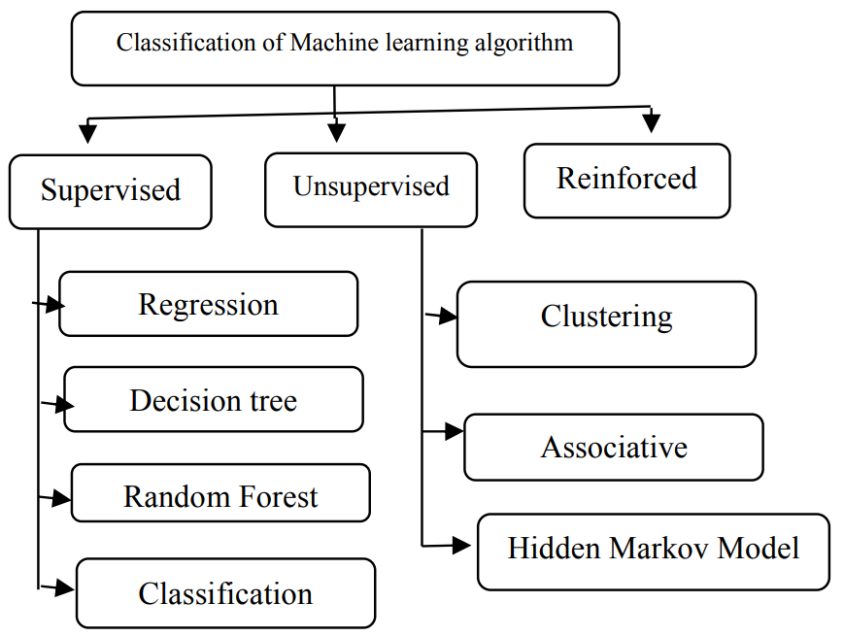 Classification of Machine learning algorithm
Supervised
Unsupervised
Reinforced
Regression
Decision tree
Random Forest
Classification
Clustering
Associative
Hidden Markov Model